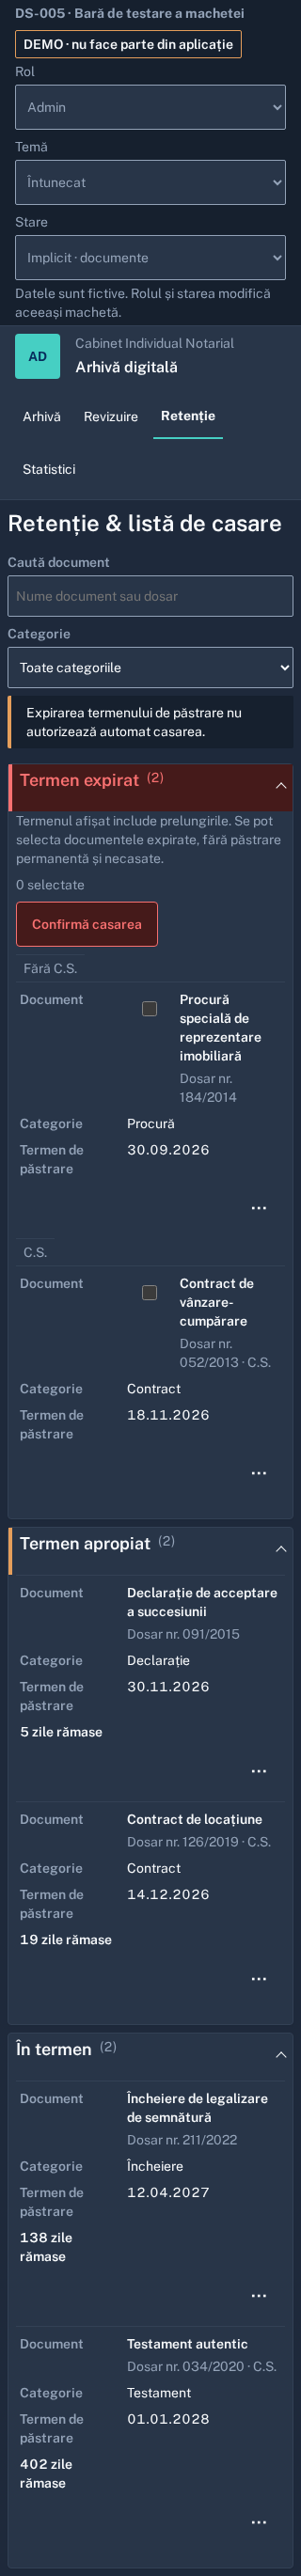 DS-005 · Bară de testare a machetei
DEMO · nu face parte din aplicație
Rol
Admin
Temă
Întunecat
Stare
Implicit · documente
Datele sunt fictive. Rolul și starea modifică
aceeași machetă.
AD
Cabinet Individual Notarial
Arhivă digitală
Arhivă
Revizuire
Retenție
Statistici
Retenție & listă de casare
Caută document
Nume document sau dosar
Categorie
Toate categoriile
Expirarea termenului de păstrare nu
autorizează automat casarea.
Termen expirat (2)
Termenul afișat include prelungirile. Se pot
selecta documentele expirate, fără păstrare
permanentă și necasate.
0 selectate
Confirmă casarea
Fără C.S.
Document
Procură
specială de
reprezentare
imobiliară
Dosar nr.
184/2014
Categorie
Procură
Termen de
păstrare
30.09.2026
C.S.
Document
Contract de
vânzare-
cumpărare
Dosar nr.
052/2013 · C.S.
Categorie
Contract
Termen de
păstrare
18.11.2026
Termen apropiat (2)
Document
Declarație de acceptare
a succesiunii
Dosar nr. 091/2015
Categorie
Declarație
Termen de
păstrare
30.11.2026
5 zile rămase
Document
Contract de locațiune
Dosar nr. 126/2019 · C.S.
Categorie
Contract
Termen de
păstrare
14.12.2026
19 zile rămase
În termen (2)
Document
Încheiere de legalizare
de semnătură
Dosar nr. 211/2022
Categorie
Încheiere
Termen de
păstrare
12.04.2027
138 zile
rămase
Document
Testament autentic
Dosar nr. 034/2020 · C.S.
Categorie
Testament
Termen de
păstrare
01.01.2028
402 zile
rămase